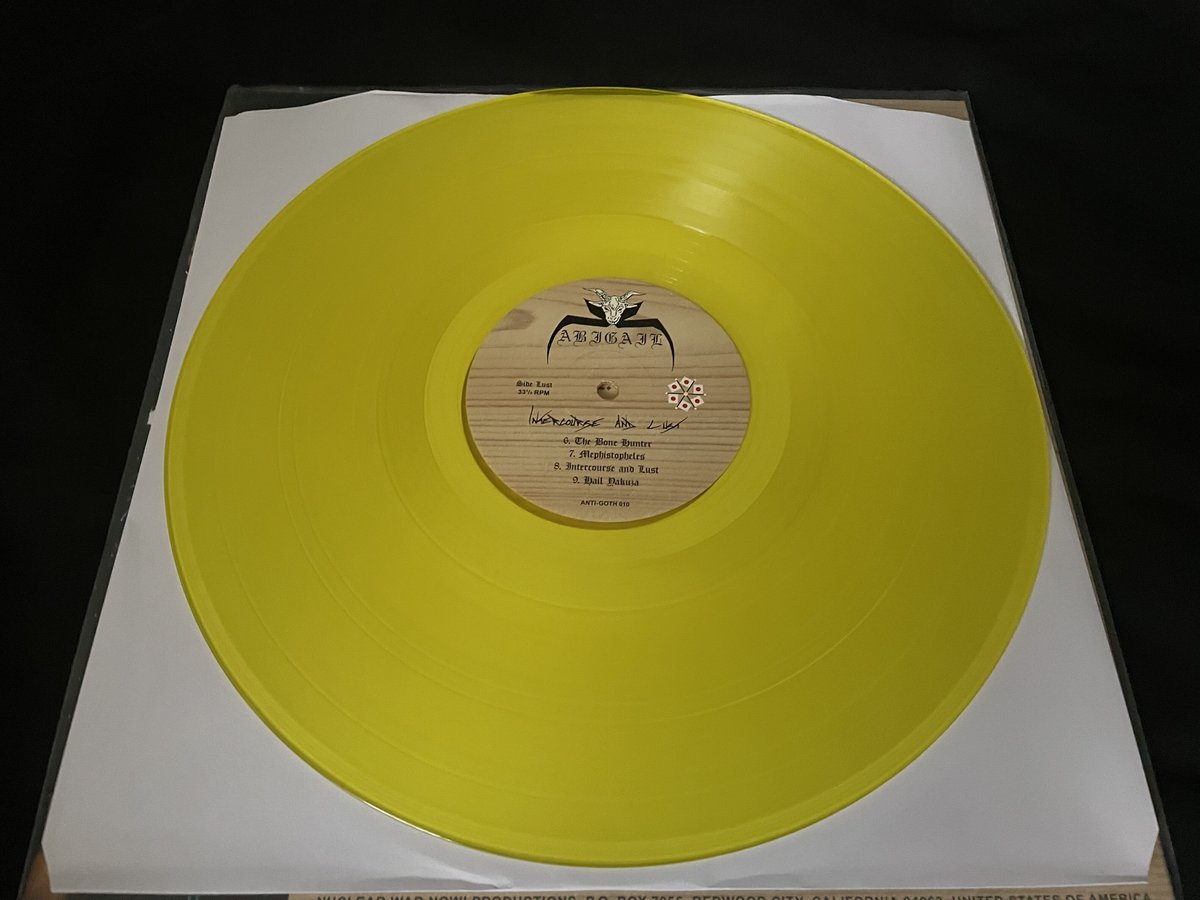 ABIGAIL
Side Lust
33⅓ RPM
Intercourse and Lust
6. The Bone Hunter
7. Mephistopheles
8. Intercourse and Lust
9. Hail Yakuza
ANTI-GOTH 010
NUCLEAR WAR NOW! PRODUCTIONS, P.O. BOX 7055, REDWOOD CITY, CALIFORNIA 94063, UNITED STATES OF AMERICA